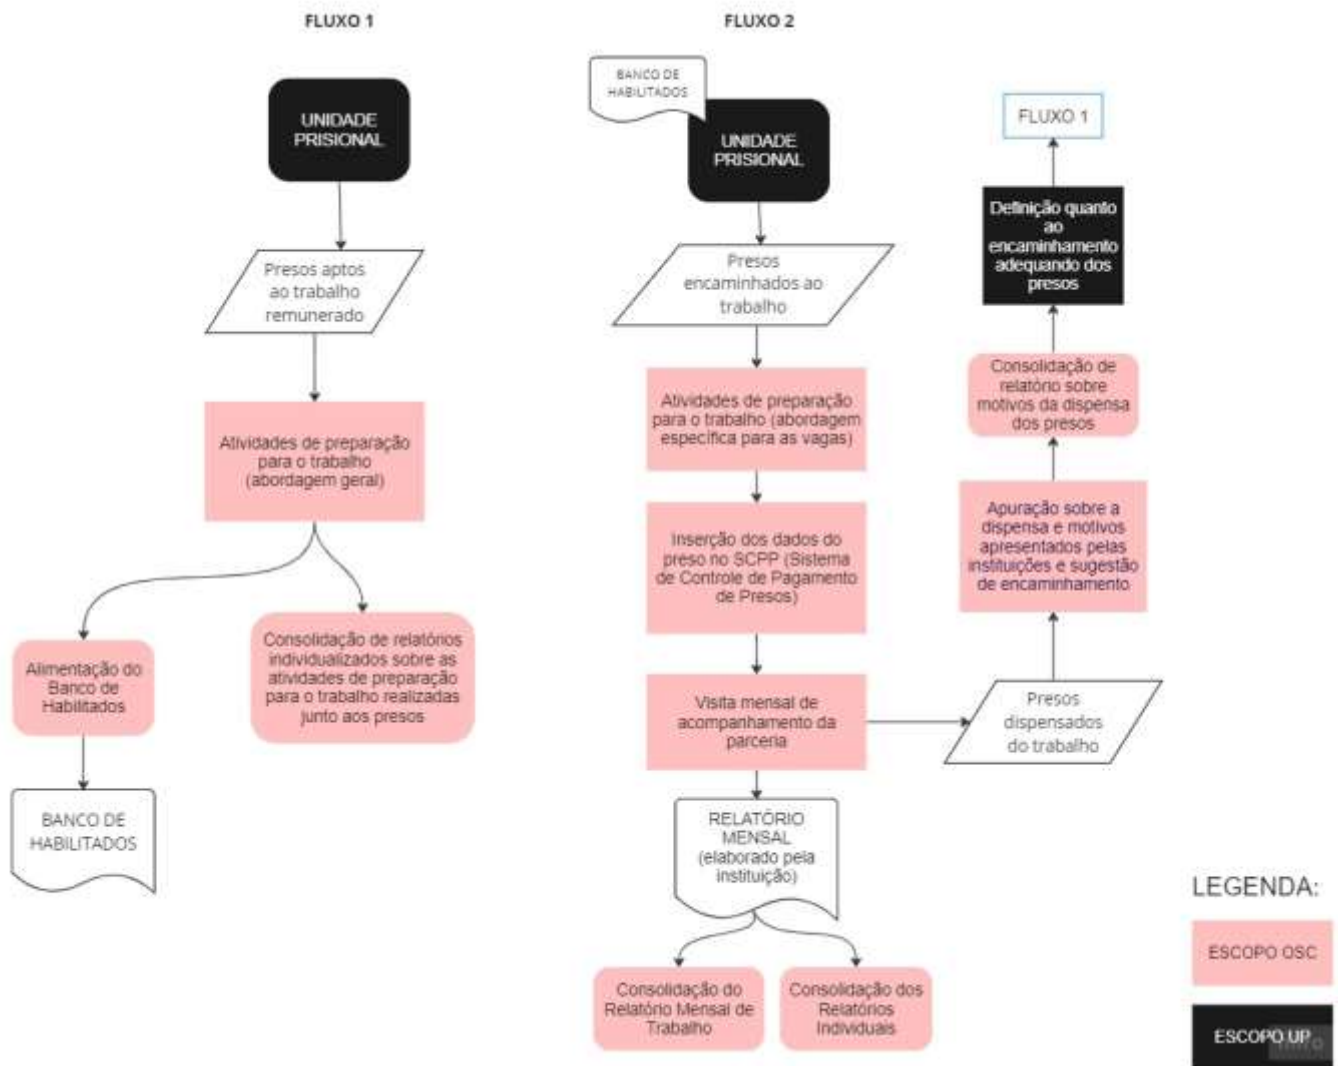 FLUXO 1
UNIDADE
PRISIONAL
Presos aptos
ao trabalho
remunerado
Atividades de preparação
para o trabalho
(abordagem geral)
Alimentação do
Banco de
Habilitados
BANCO DE
HABILITADOS
Consolidação de relatórios
individualizados sobre as
atividades de preparação
para o trabalho realizadas
junto aos presos
FLUXO 2
BANCO DE
HABILITADOS
UNIDADE
PRISIONAL
Presos
encaminhados ao
trabalho
Atividades de preparação
para o trabalho (abordagem
específica para as vagas)
Inserção dos dados do
preso no SCPP (Sistema
de Controle de Pagamento
de Presos)
Visita mensal de
acompanhamento da
parceria
RELATÓRIO
MENSAL
(elaborado pela
instituição)
Consolidação do
Relatório Mensal de
Trabalho
Consolidação dos
Relatórios
Individuais
FLUXO 1
Definição quanto
ao
encaminhamento
adequando dos
presos
Consolidação de
relatório sobre
motivos da dispensa
dos presos
Apuração sobre a
dispensa e motivos
apresentados pelas
instituições e sugestão
de encaminhamento
Presos
dispensados
do trabalho
LEGENDA:
ESCOPO OSC
ESCOPO UP
miro